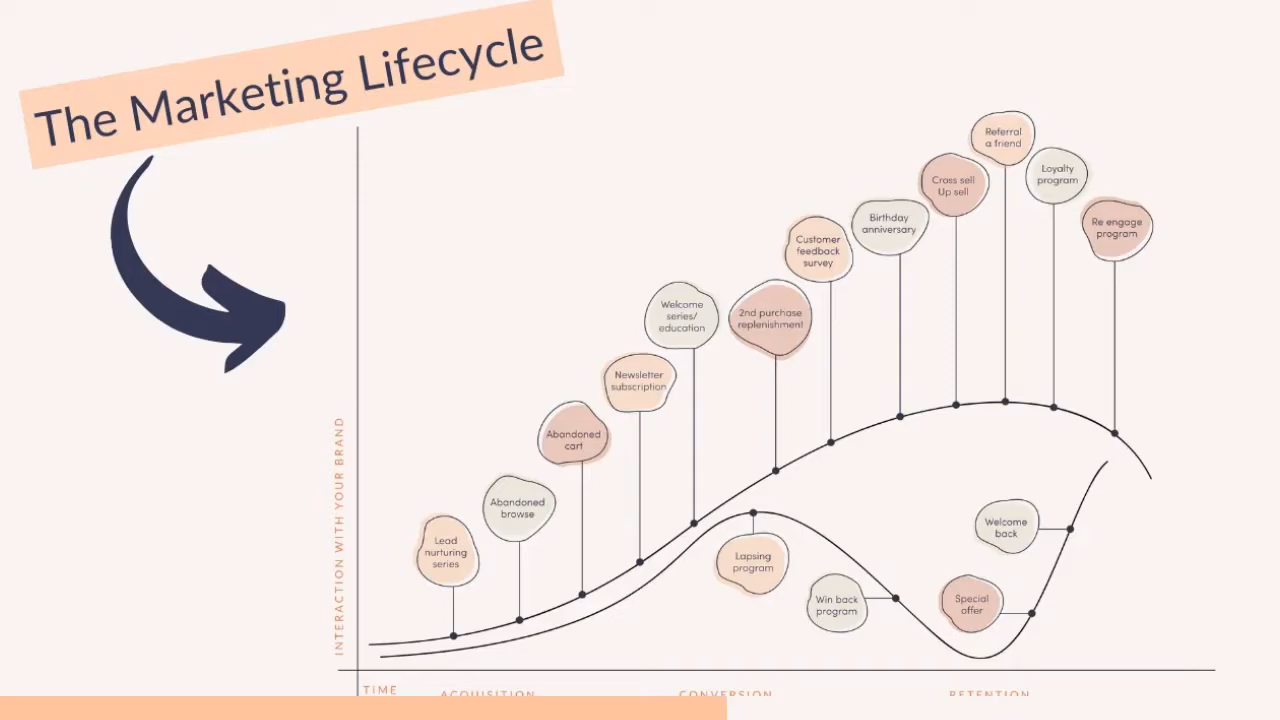 The Marketing Lifecycle
Referral
a friend
Loyalty
program
Cross sell
Up sell
Re engage
program
Birthday
anniversary
Customer
feedback
survey
Welcome
series/
education
2nd purchase
replenishment
Newsletter
subscription
Abandoned
cart
Abandoned
browse
Lead
nurturing
series
Lapsing
program
Win back
program
Welcome
back
Special
offer
INTERACTION WITH YOUR BRAND
TIME
ACQUISITION
CONVERSION
RETENTION